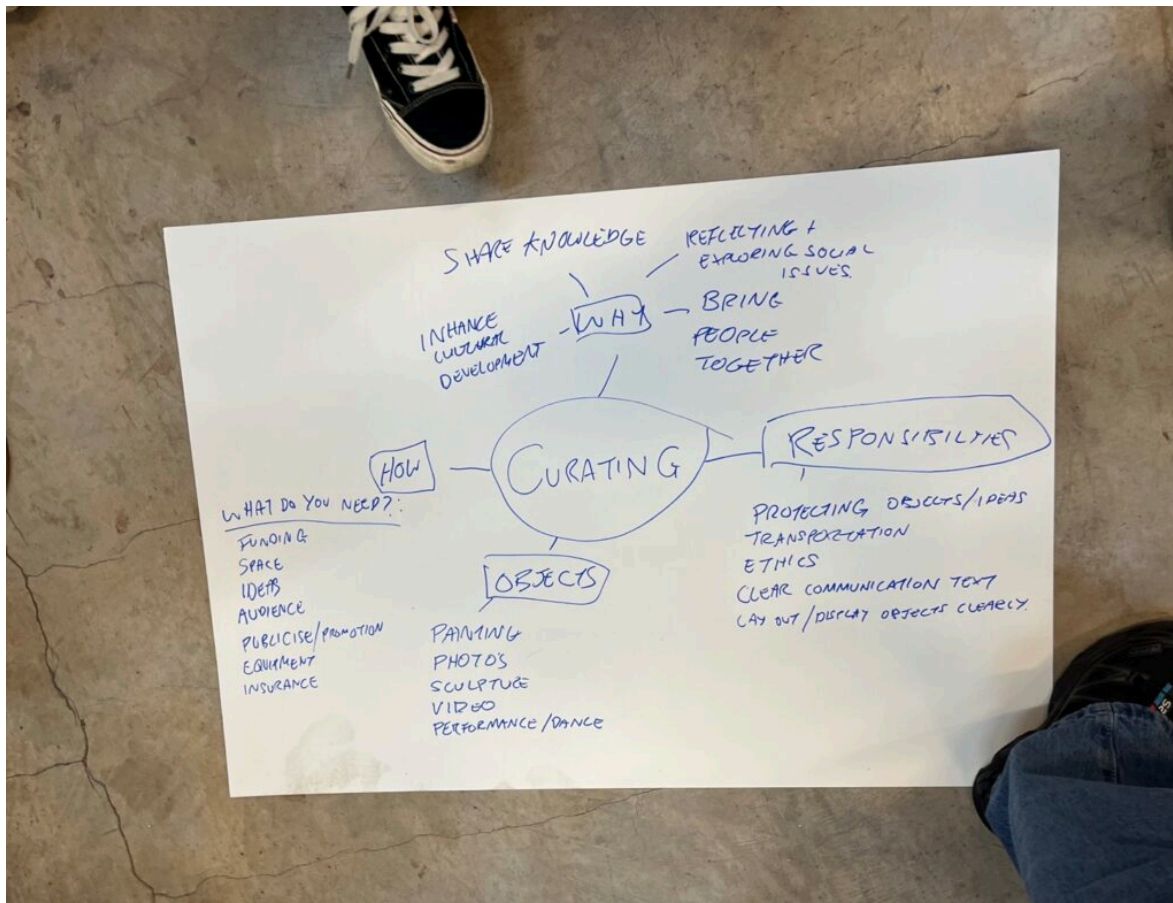 SHARE KNOWLEDGE
REFLECTING +
EXPLORING SOCIAL
ISSUES.
INHANCE
CULTURAL
DEVELOPMENT
WHY
BRING
PEOPLE
TOGETHER
CURATING
HOW
WHAT DO YOU NEED?:
FUNDING
SPACE
IDEAS
AUDIENCE
PUBLICISE/PROMOTION
EQUIPMENT
INSURANCE
OBJECTS
PAINTING
PHOTO'S
SCULPTURE
VIDEO
PERFORMANCE/DANCE
RESPONSIBILTIES
PROTECTING OBJECTS/IDEAS
TRANSPORTATION
ETHICS
CLEAR COMMUNICATION TEXT
LAY OUT/DISPLAY OBJECTS CLEARLY.